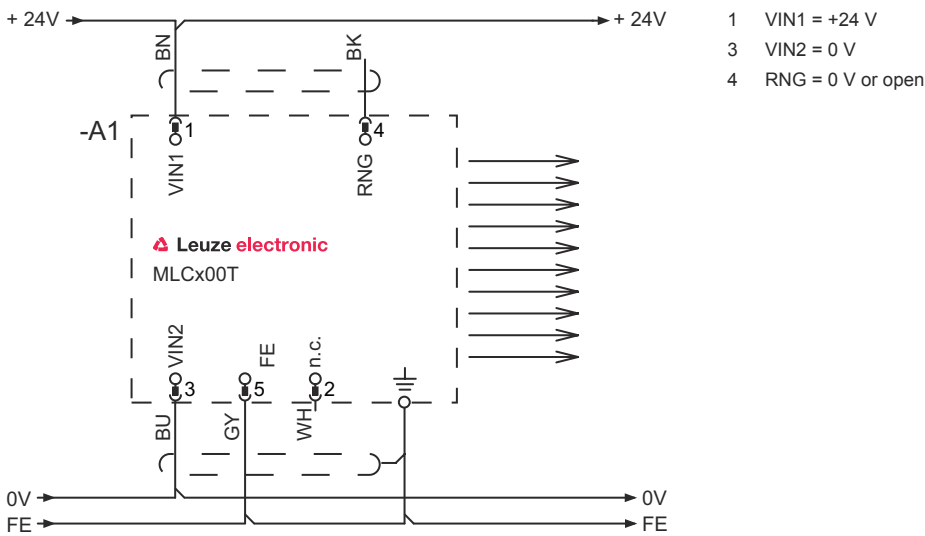 + 24V
+ 24V
1 VIN1 = +24 V
3 VIN2 = 0 V
4 RNG = 0 V or open
BN
BK
-A1
1
4
VIN1
RNG
Leuze electronic
MLCx00T
VIN2
FE
n.c.
3
5
2
BU
GY
WH
0V
0V
FE
FE